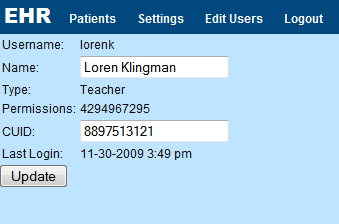 EHR Patients Settings Edit Users Logout
Username: lorenk
Name: Loren Klingman
Type: Teacher
Permissions: 4294967295
CUID: 8897513121
Last Login: 11-30-2009 3:49 pm
Update